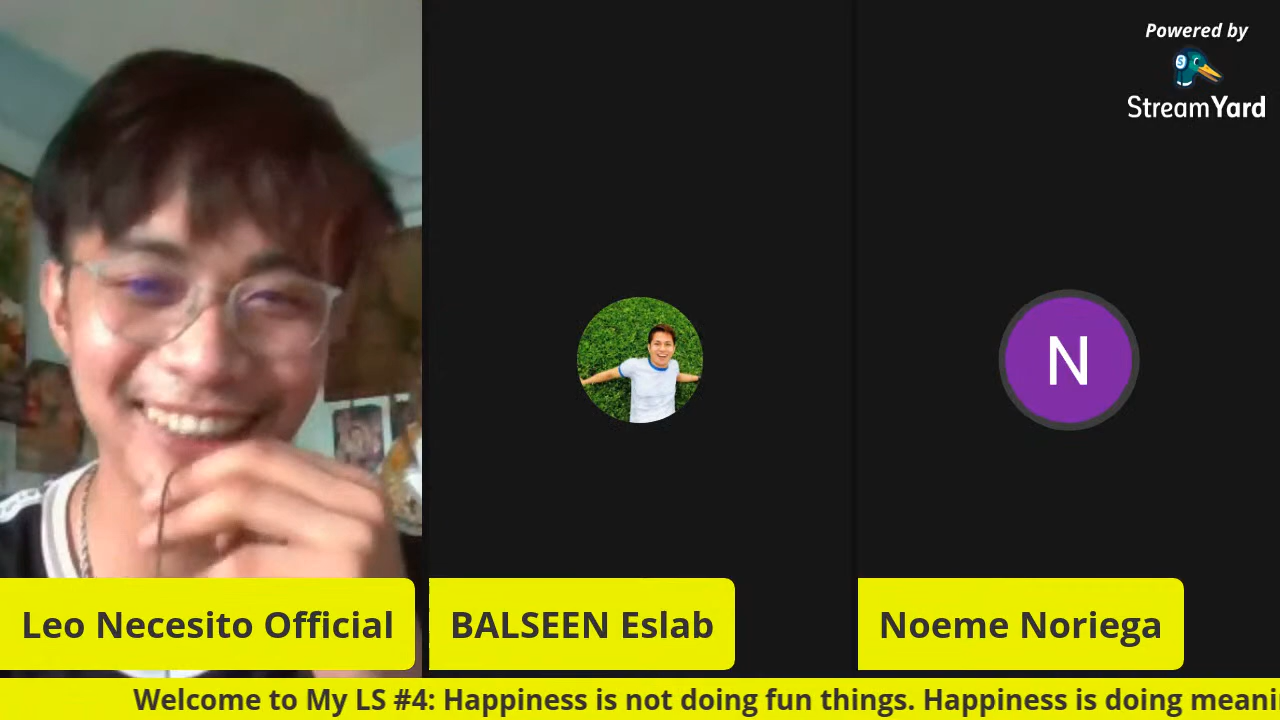 Powered by
S
StreamYard
N
Leo Necesito Official
BALSEEN Eslab
Noeme Noriega
Welcome to My LS #4: Happiness is not doing fun things. Happiness is doing